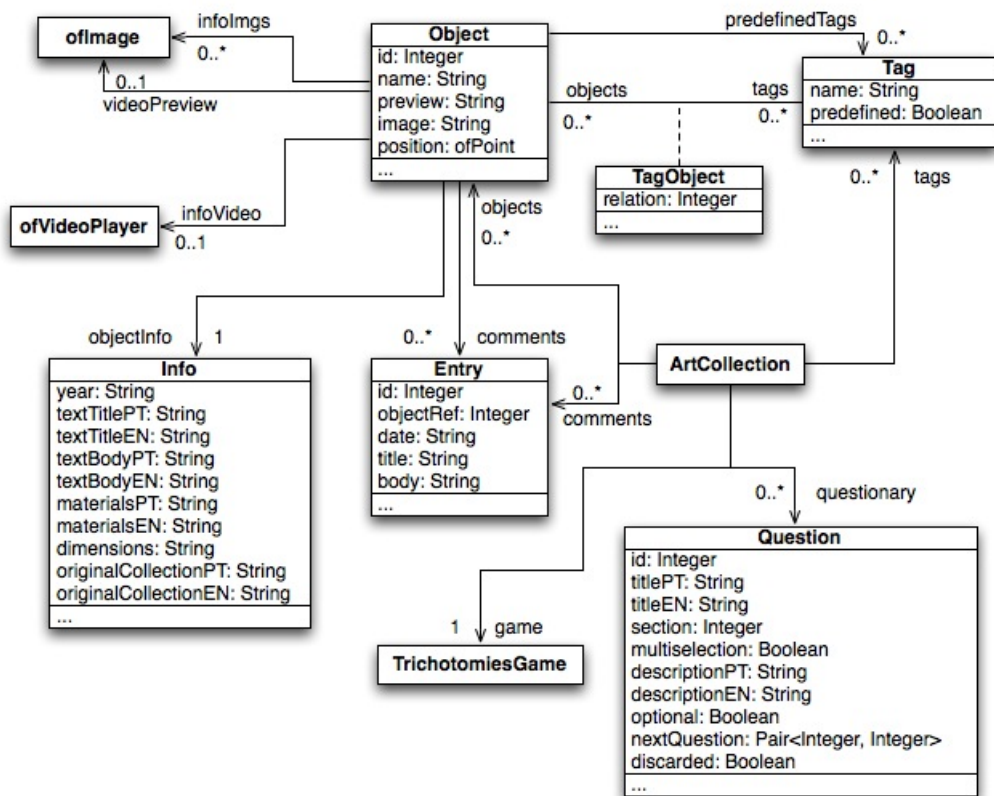 ofImage
infoImgs
0..*
0..1
videoPreview
Object
id: Integer
name: String
preview: String
image: String
position: ofPoint
...
predefinedTags
0..*
objects
0..*
tags
0..*
Tag
name: String
predefined: Boolean
...
TagObject
relation: Integer
...
0..*
tags
ofVideoPlayer
infoVideo
0..1
objects
0..*
objectInfo
1
Info
year: String
textTitlePT: String
textTitleEN: String
textBodyPT: String
textBodyEN: String
materialsPT: String
materialsEN: String
dimensions: String
originalCollectionPT: String
originalCollectionEN: String
...
0..*
comments
Entry
id: Integer
objectRef: Integer
date: String
title: String
body: String
...
0..*
comments
ArtCollection
0..*
questionary
1
game
TrichotomiesGame
Question
id: Integer
titlePT: String
titleEN: String
section: Integer
multiselection: Boolean
descriptionPT: String
descriptionEN: String
optional: Boolean
nextQuestion: Pair<Integer, Integer>
discarded: Boolean
...